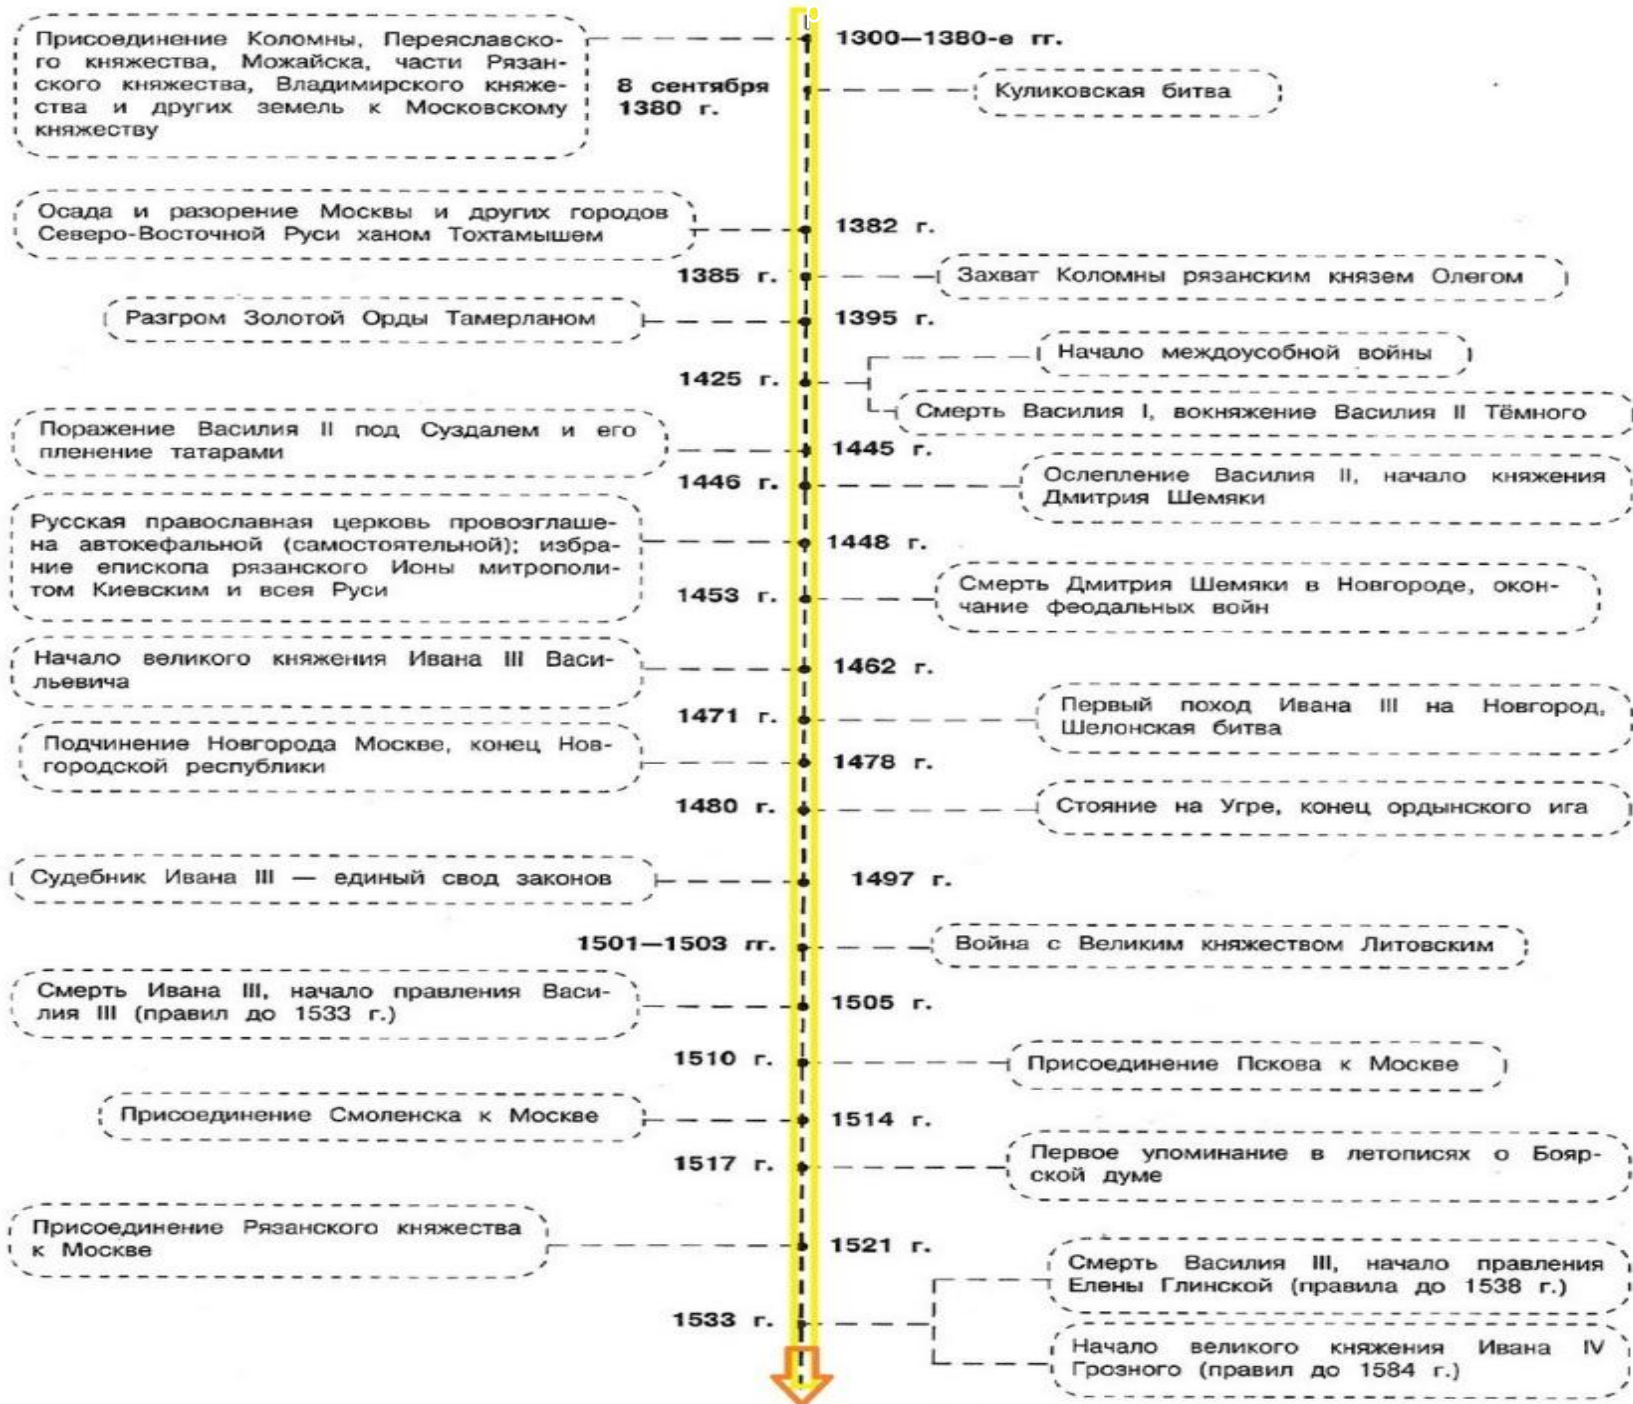 р
1300—1380-е гг.
Присоединение Коломны, Переяславско-
го княжества, Можайска, части Рязан-
ского княжества, Владимирского княже-
ства и других земель к Московскому
княжеству
8 сентября
1380 г.
Куликовская битва
Осада и разорение Москвы и других городов
Северо-Восточной Руси ханом Тохтамышем
1382 г.
1385 г.
Захват Коломны рязанским князем Олегом
Разгром Золотой Орды Тамерланом
1395 г.
1425 г.
Начало междоусобной войны
Смерть Василия I, вокняжение Василия II Тёмного
Поражение Василия II под Суздалем и его
пленение татарами
1445 г.
1446 г.
Ослепление Василия II, начало княжения
Дмитрия Шемяки
Русская православная церковь провозглаше-
на автокефальной (самостоятельной); избра-
ние епископа рязанского Ионы митрополи-
том Киевским и всея Руси
1448 г.
1453 г.
Смерть Дмитрия Шемяки в Новгороде, окон-
чание феодальных войн
Начало великого княжения Ивана III Васи-
льевича
1462 г.
1471 г.
Первый поход Ивана III на Новгород,
Шелонская битва
Подчинение Новгорода Москве, конец Нов-
городской республики
1478 г.
1480 г.
Стояние на Угре, конец ордынского ига
Судебник Ивана III — единый свод законов
1497 г.
1501—1503 гг.
Война с Великим княжеством Литовским
Смерть Ивана III, начало правления Васи-
лия III (правил до 1533 г.)
1505 г.
1510 г.
Присоединение Пскова к Москве
Присоединение Смоленска к Москве
1514 г.
1517 г.
Первое упоминание в летописях о Бояр-
ской думе
Присоединение Рязанского княжества
к Москве
1521 г.
1533 г.
Смерть Василия III, начало правления
Елены Глинской (правила до 1538 г.)
Начало великого княжения Ивана IV
Грозного (правил до 1584 г.)